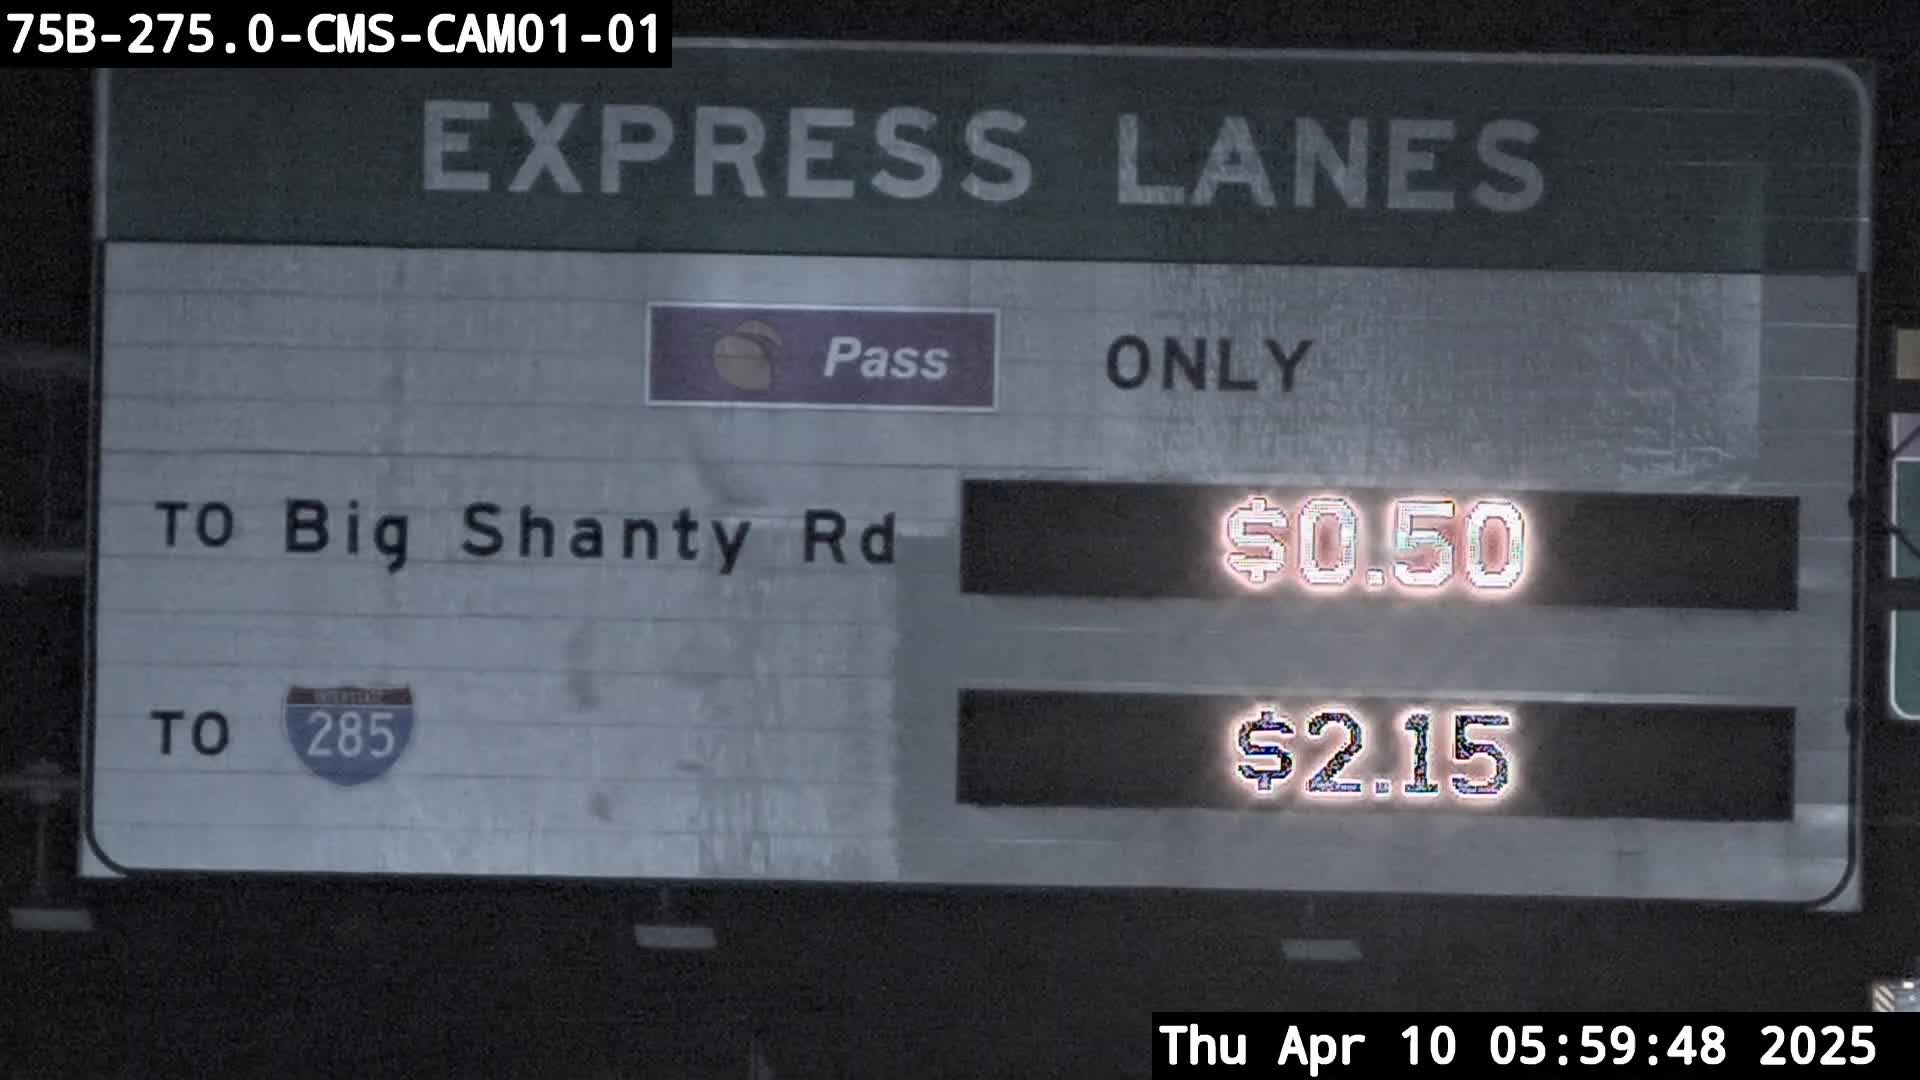 75B-275.0-CMS-CAM01-01
EXPRESS LANES
Pass ONLY
TO Big Shanty Rd $0.50
INTERSTATE
TO 285 $2.15
Thu Apr 10 05:59:48 2025